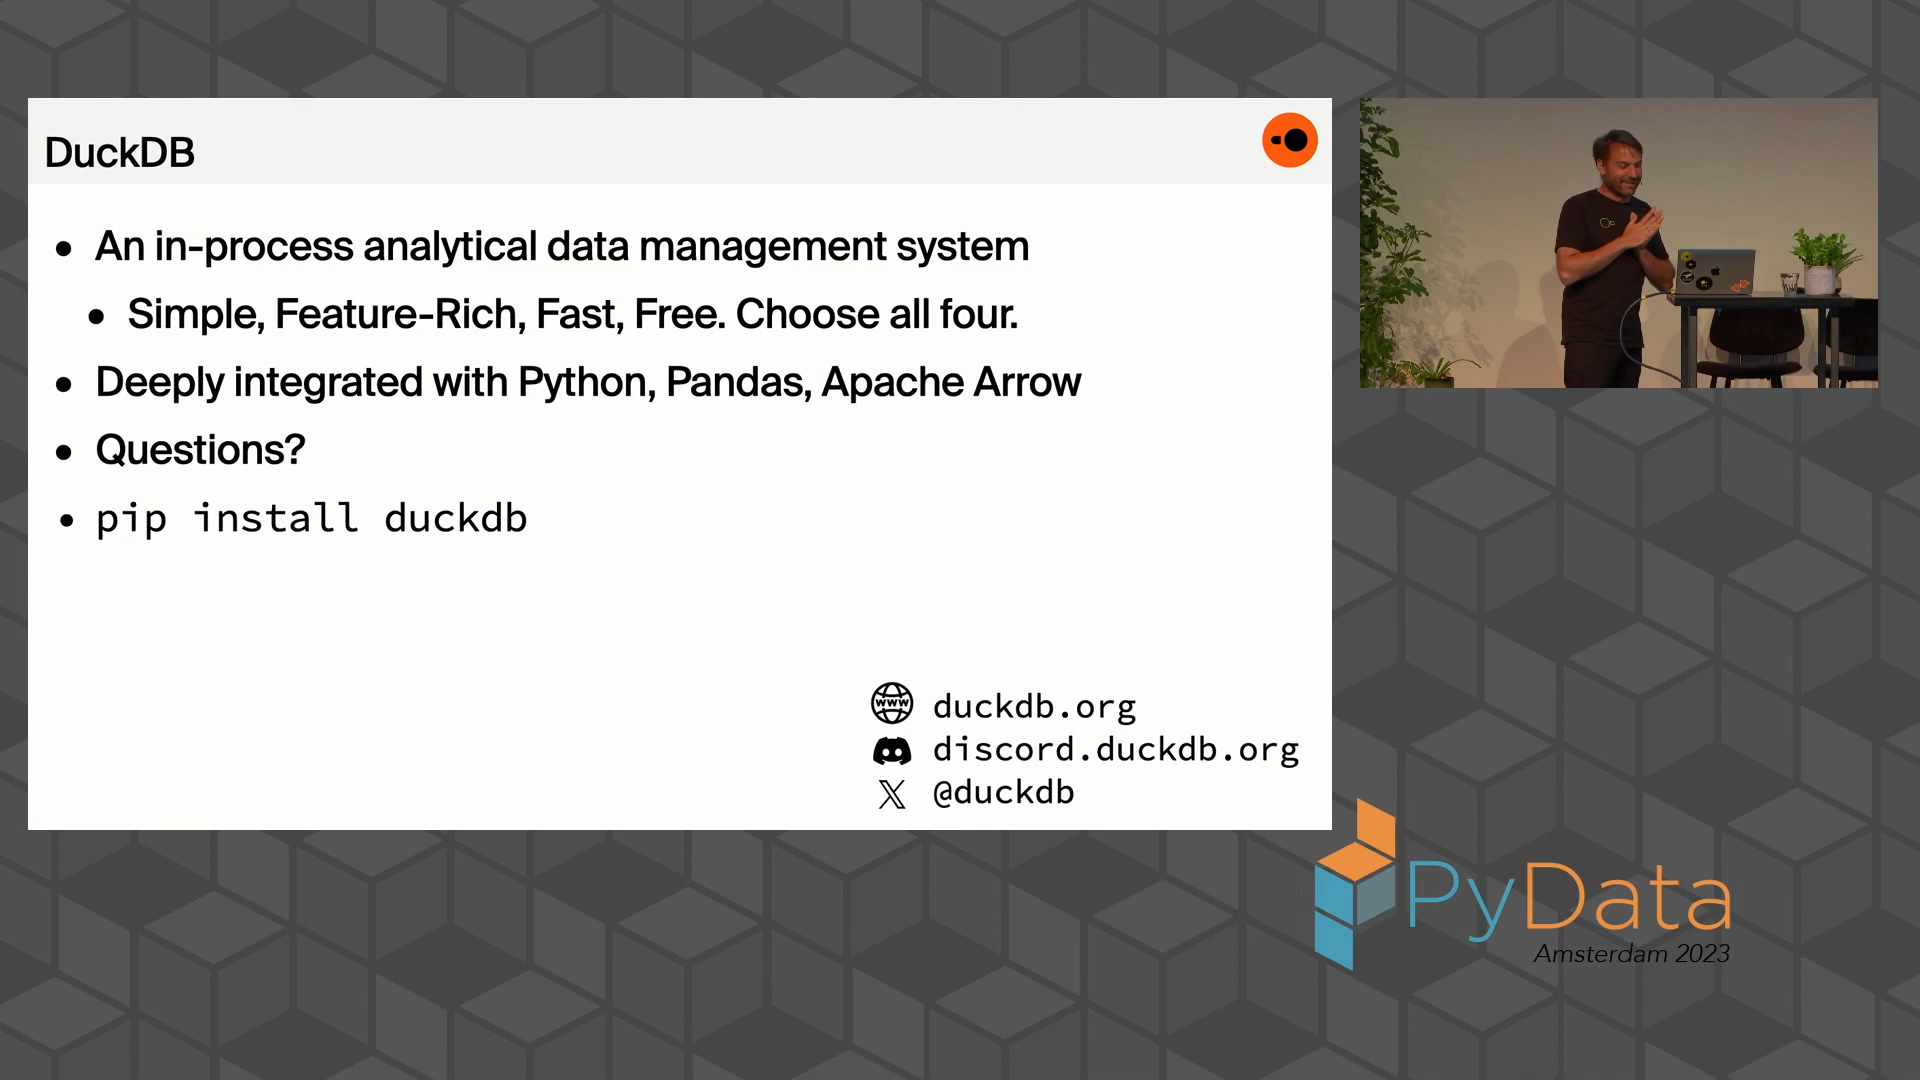 DuckDB
• An in-process analytical data management system
• Simple, Feature-Rich, Fast, Free. Choose all four.
• Deeply integrated with Python, Pandas, Apache Arrow
• Questions?
• pip install duckdb
www duckdb.org
discord.duckdb.org
X @duckdb
PyData
Amsterdam 2023